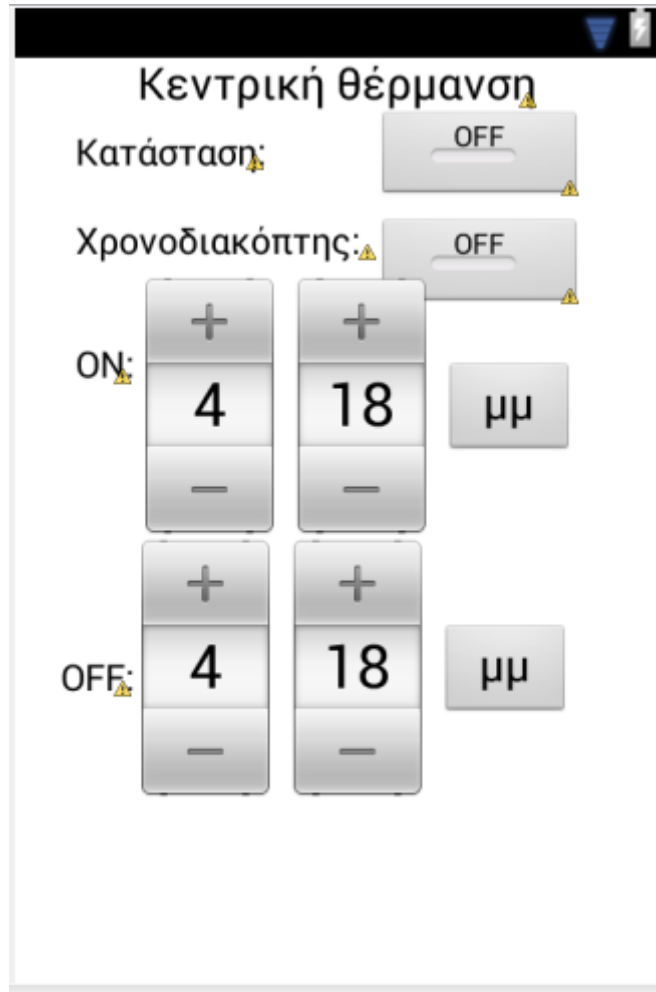 Κεντρική θέρμανση
Κατάσταση: OFF
Χρονοδιακόπτης: OFF
+ +
ON: 4 18 μμ
− −
+ +
OFF: 4 18 μμ
− −